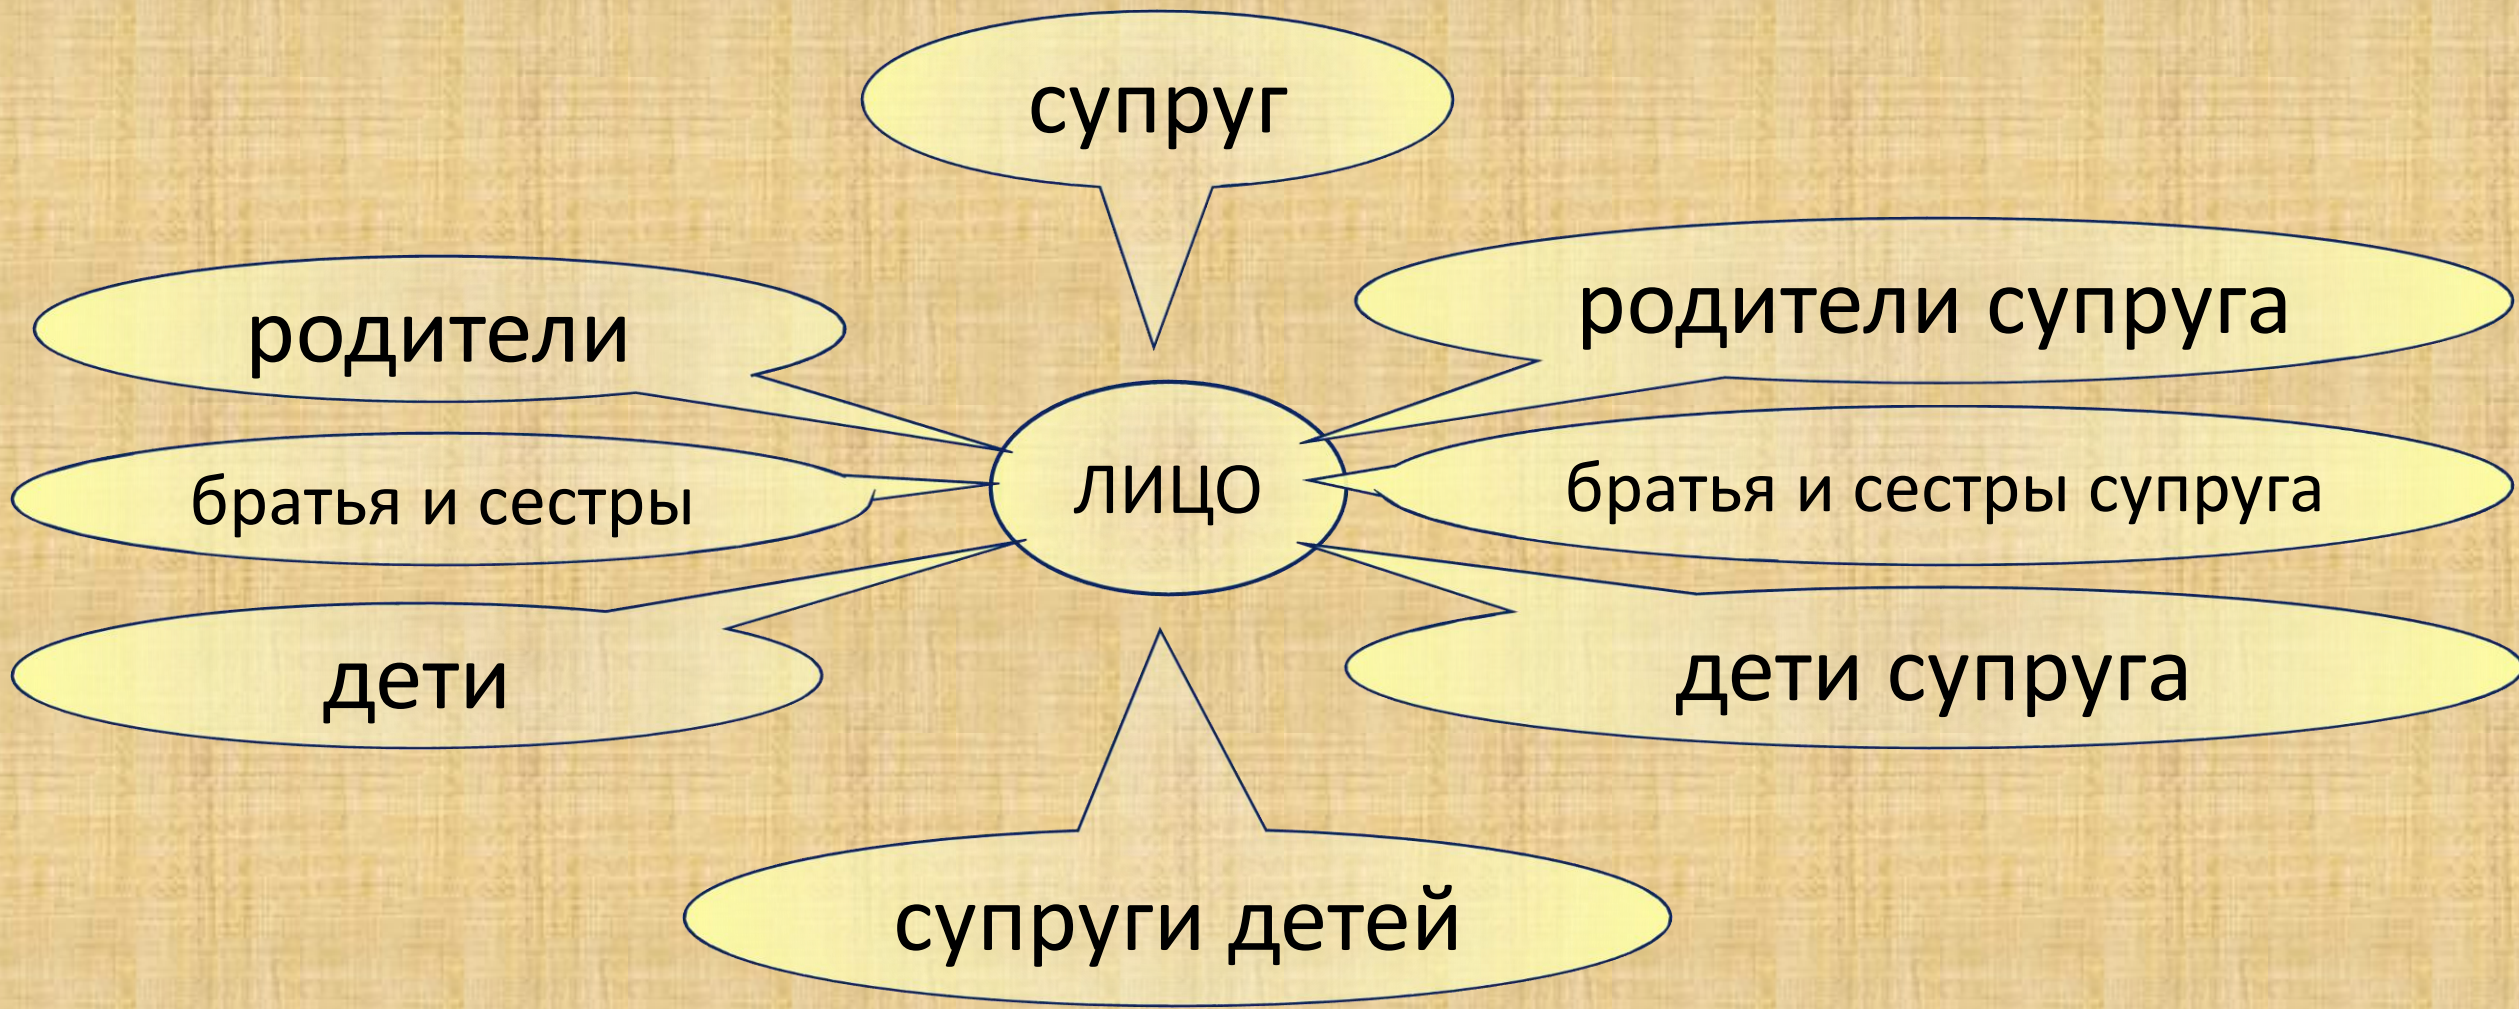 супруг
родители
родители супруга
братья и сестры
ЛИЦО
братья и сестры супруга
дети
дети супруга
супруги детей